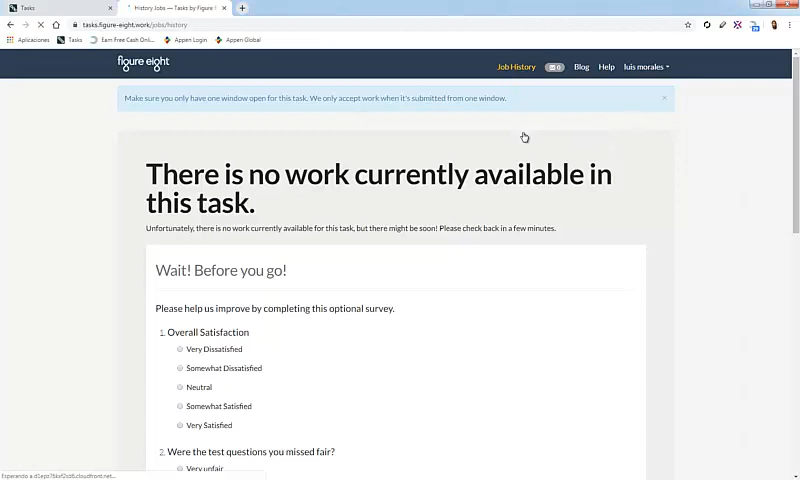 Tasks
History Jobs — Tasks by Figure
tasks.figure-eight.work/jobs/history
Aplicaciones
Tasks
Earn Free Cash Onli...
Appen Login
Appen Global
figure eight
Job History
0
Blog
Help
luis morales
Make sure you only have one window open for this task. We only accept work when it's submitted from one window.
×
There is no work currently available in
this task.
Unfortunately, there is no work currently available for this task, but there might be soon! Please check back in a few minutes.
Wait! Before you go!
Please help us improve by completing this optional survey.
1. Overall Satisfaction
Very Dissatisfied
Somewhat Dissatisfied
Neutral
Somewhat Satisfied
Very Satisfied
2. Were the test questions you missed fair?
Very unfair